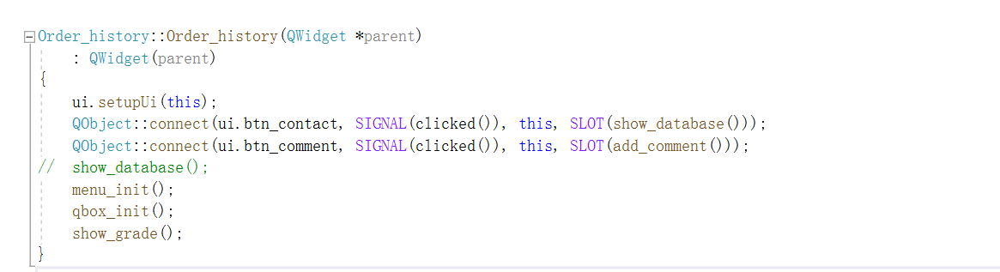 Order_history::Order_history(QWidget *parent)
    : QWidget(parent)
{
    ui.setupUi(this);
    QObject::connect(ui.btn_contact, SIGNAL(clicked()), this, SLOT(show_database()));
    QObject::connect(ui.btn_comment, SIGNAL(clicked()), this, SLOT(add_comment()));
//  show_database();
    menu_init();
    qbox_init();
    show_grade();
}